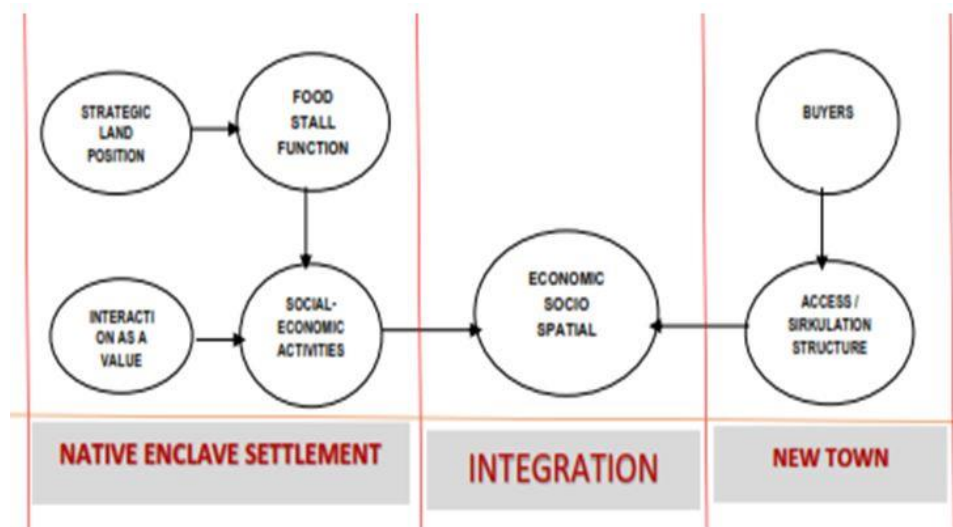 STRATEGIC
LAND
POSITION
FOOD
STALL
FUNCTION
BUYERS
INTERACTI
ON AS A
VALUE
SOCIAL-
ECONOMIC
ACTIVITIES
ECONOMIC
SOCIO
SPATIAL
ACCESS /
SIRKULATION
STRUCTURE
NATIVE ENCLAVE SETTLEMENT
INTEGRATION
NEW TOWN